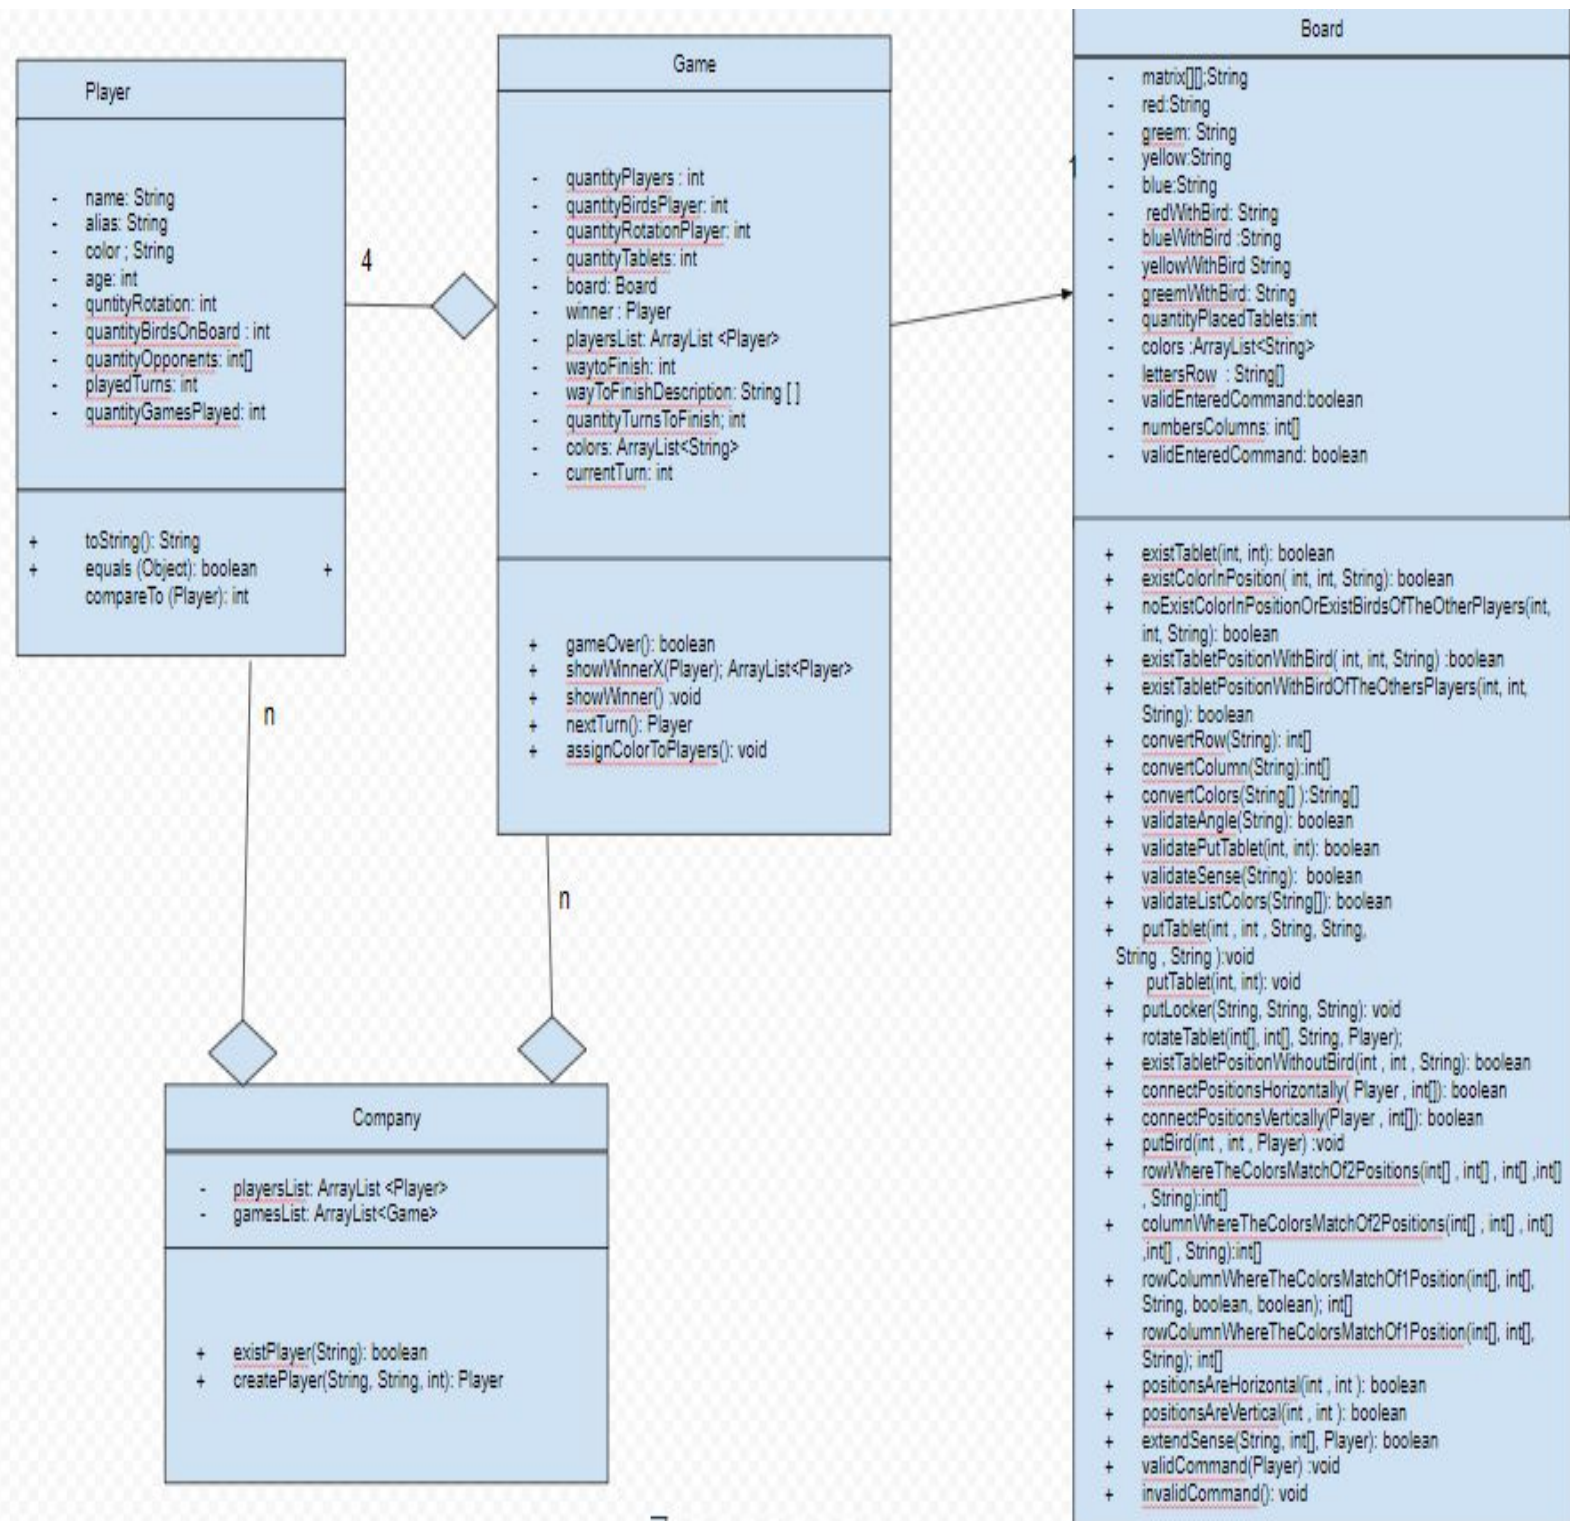 Player
- name: String
- alias: String
- color ; String
- age: int
- quntityRotation: int
- quantityBirdsOnBoard : int
- quantityOpponents: int[]
- playedTurns: int
- quantityGamesPlayed: int
+ toString(): String
+ equals (Object): boolean +
compareTo (Player): int
4
Game
- quantityPlayers : int
- quantityBirdsPlayer: int
- quantityRotationPlayer: int
- quantityTablets: int
- board: Board
- winner : Player
- playersList: ArrayList <Player>
- waytoFinish: int
- wayToFinishDescription: String [ ]
- quantityTurnsToFinish; int
- colors: ArrayList<String>
- currentTurn: int
+ gameOver(): boolean
+ showWinnerX(Player); ArrayList<Player>
+ showWinner() :void
+ nextTurn(): Player
+ assignColorToPlayers(): void
Board
- matrix[][];String
- red:String
- greem: String
- yellow:String
- blue:String
- redWithBird: String
- blueWithBird :String
- yellowWithBird String
- greemWithBird: String
- quantityPlacedTablets:int
- colors :ArrayList<String>
- lettersRow : String[]
- validEnteredCommand:boolean
- numbersColumns: int[]
- validEnteredCommand: boolean
+ existTablet(int, int): boolean
+ existColorInPosition( int, int, String): boolean
+ noExistColorInPositionOrExistBirdsOfTheOtherPlayers(int,
int, String): boolean
+ existTabletPositionWithBird( int, int, String) :boolean
+ existTabletPositionWithBirdOfTheOthersPlayers(int, int,
String): boolean
+ convertRow(String): int[]
+ convertColumn(String):int[]
+ convertColors(String[] ):String[]
+ validateAngle(String): boolean
+ validatePutTablet(int, int): boolean
+ validateSense(String): boolean
+ validateListColors(String[]): boolean
+ putTablet(int , int , String, String,
String , String ):void
+ putTablet(int, int): void
+ putLocker(String, String, String): void
+ rotateTablet(int[], int[], String, Player);
+ existTabletPositionWithoutBird(int , int , String): boolean
+ connectPositionsHorizontally( Player , int[]): boolean
+ connectPositionsVertically(Player , int[]): boolean
+ putBird(int , int , Player) :void
+ rowWhereTheColorsMatchOf2Positions(int[] , int[] , int[] ,int[]
, String):int[]
+ columnWhereTheColorsMatchOf2Positions(int[] , int[] , int[]
,int[] , String):int[]
+ rowColumnWhereTheColorsMatchOf1Position(int[], int[],
String, boolean, boolean); int[]
+ rowColumnWhereTheColorsMatchOf1Position(int[], int[],
String); int[]
+ positionsAreHorizontal(int , int ): boolean
+ positionsAreVertical(int , int ): boolean
+ extendSense(String, int[], Player): boolean
+ validCommand(Player) :void
+ invalidCommand(): void
n
n
Company
- playersList: ArrayList <Player>
- gamesList: ArrayList<Game>
+ existPlayer(String): boolean
+ createPlayer(String, String, int): Player